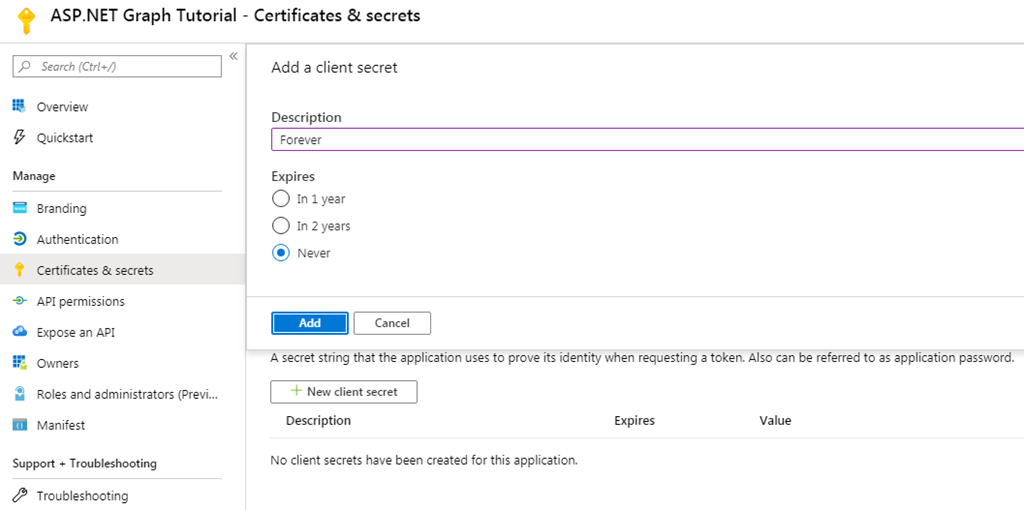 ASP.NET Graph Tutorial - Certificates & secrets
Search (Ctrl+/)
Overview
Quickstart
Manage
Branding
Authentication
Certificates & secrets
API permissions
Expose an API
Owners
Roles and administrators (Previ...
Manifest
Support + Troubleshooting
Troubleshooting
Add a client secret
Description
Forever
Expires
In 1 year
In 2 years
Never
Add Cancel
A secret string that the application uses to prove its identity when requesting a token. Also can be referred to as application password.
New client secret
Description Expires Value
No client secrets have been created for this application.